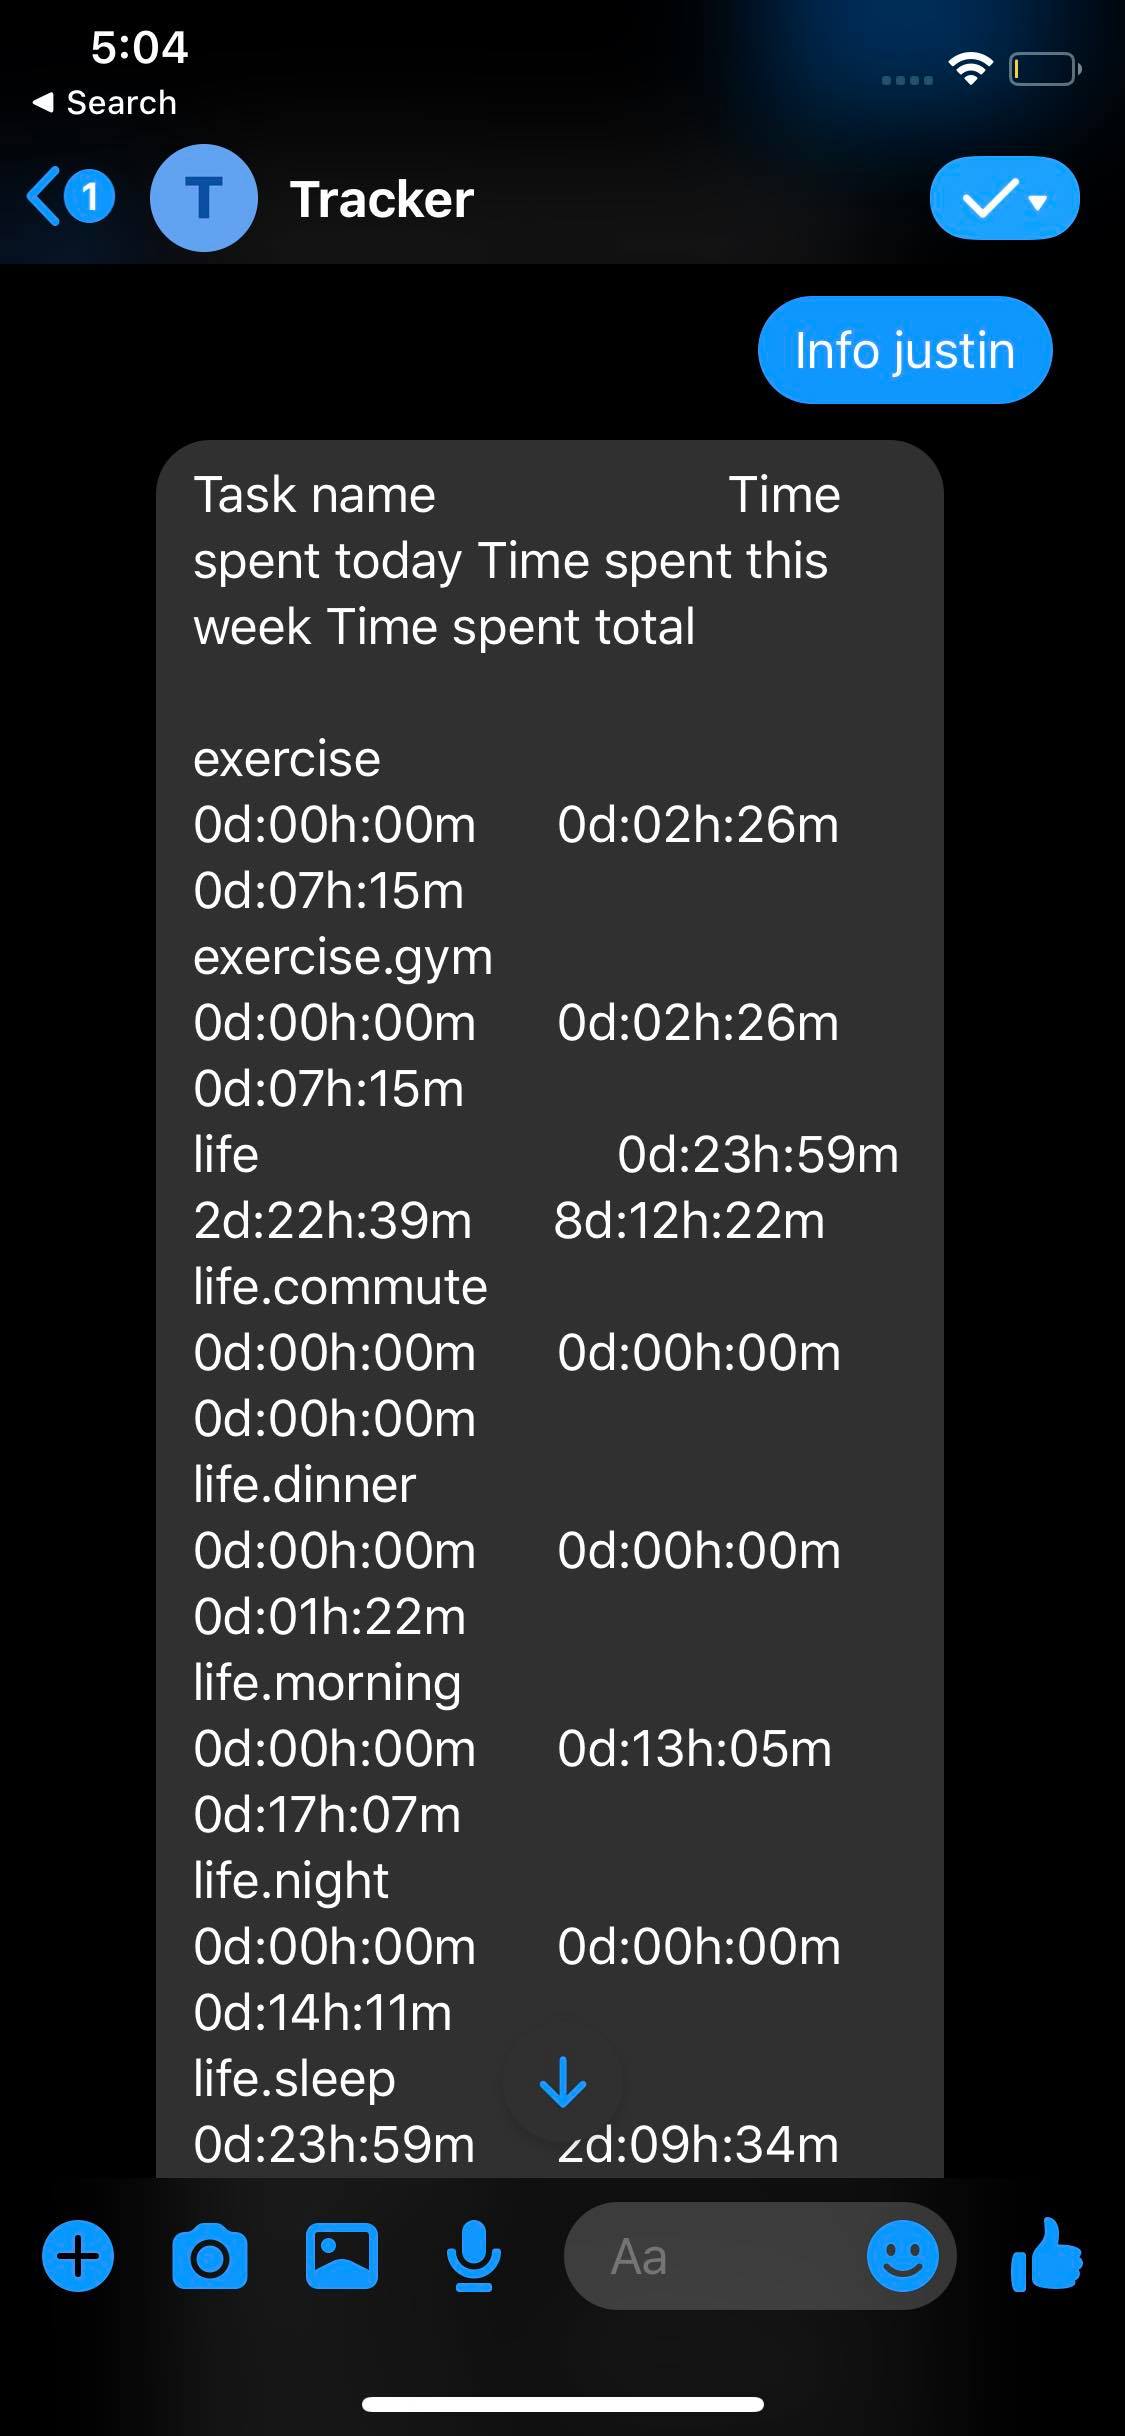 5:04
Search
1
T
Tracker
Info justin
Task name Time
spent today Time spent this
week Time spent total
exercise
0d:00h:00m 0d:02h:26m
0d:07h:15m
exercise.gym
0d:00h:00m 0d:02h:26m
0d:07h:15m
life 0d:23h:59m
2d:22h:39m 8d:12h:22m
life.commute
0d:00h:00m 0d:00h:00m
0d:00h:00m
life.dinner
0d:00h:00m 0d:00h:00m
0d:01h:22m
life.morning
0d:00h:00m 0d:13h:05m
0d:17h:07m
life.night
0d:00h:00m 0d:00h:00m
0d:14h:11m
life.sleep
0d:23h:59m 2d:09h:34m
Aa